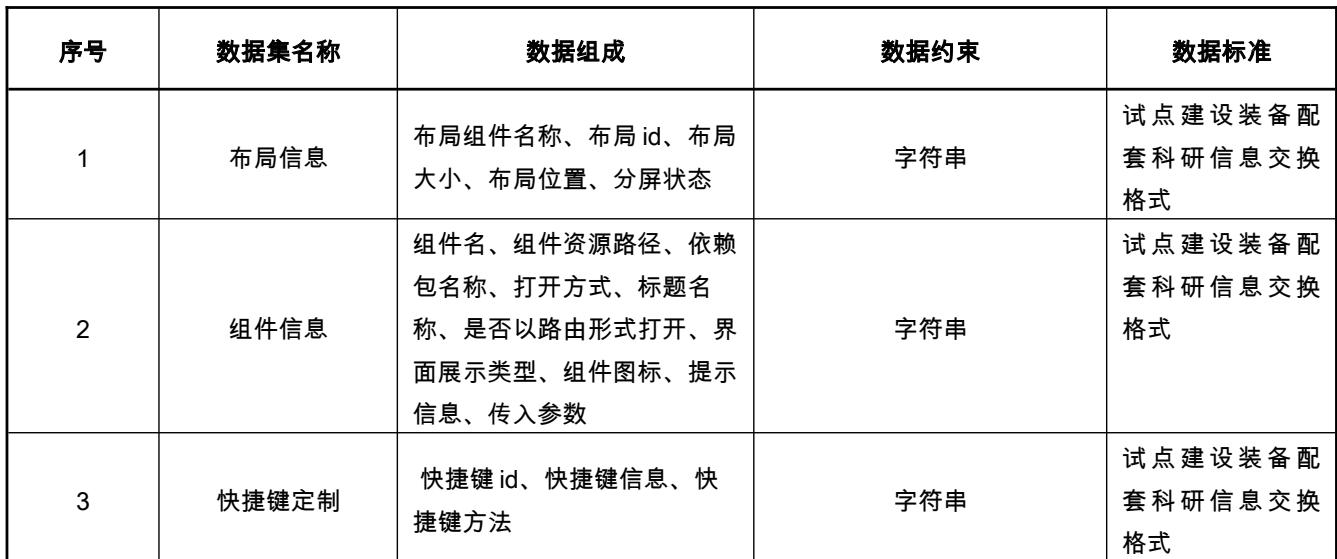 序号 数据集名称 数据组成 数据约束 数据标准
1 布局信息 布局组件名称、布局 id、布局 字符串 试点建设装备配
大小、布局位置、分屏状态 套科研信息交换
格式
2 组件信息 组件名、组件资源路径、依赖 字符串 试点建设装备配
包名称、打开方式、标题名 套科研信息交换
称、是否以路由形式打开、界 格式
面展示类型、组件图标、提示
信息、传入参数
3 快捷键定制 快捷键 id、快捷键信息、快 字符串 试点建设装备配
捷键方法 套科研信息交换
格式